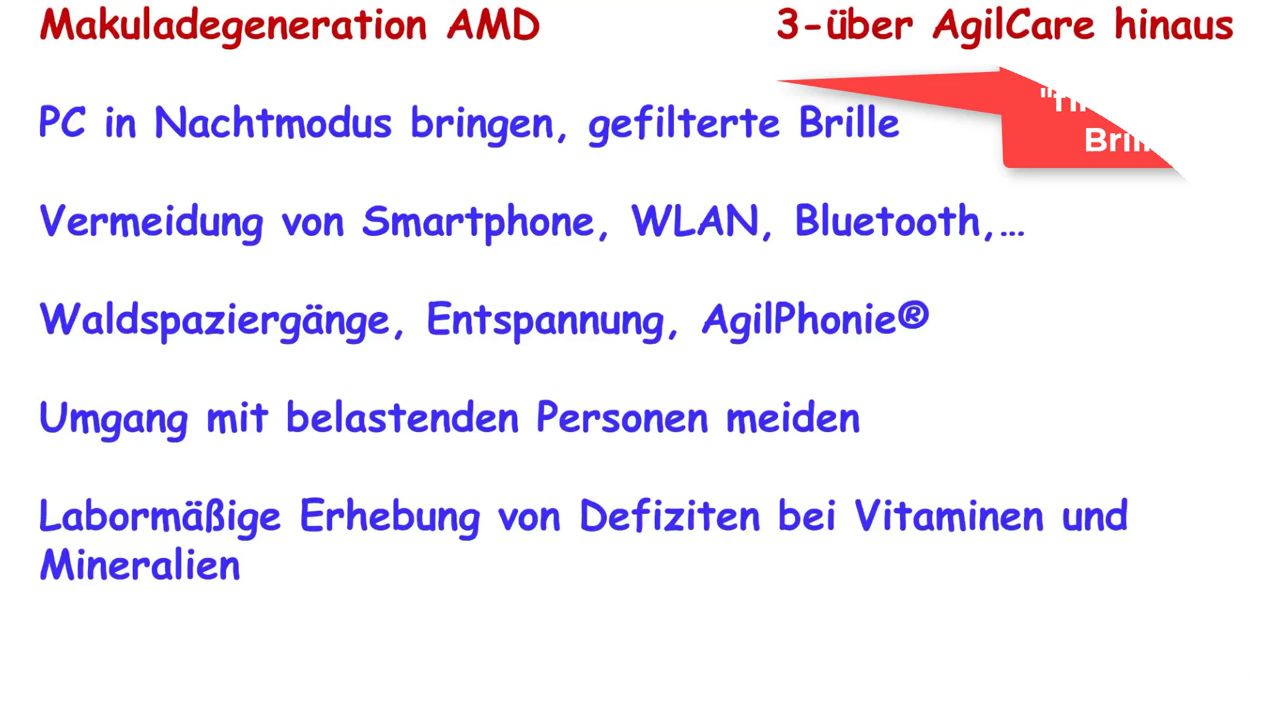 Makuladegeneration AMD 3-über AgilCare hinaus
PC in Nachtmodus bringen, gefilterte Brille
Vermeidung von Smartphone, WLAN, Bluetooth,...
Waldspaziergänge, Entspannung, AgilPhonie®
Umgang mit belastenden Personen meiden
Labormäßige Erhebung von Defiziten bei Vitaminen und
Mineralien